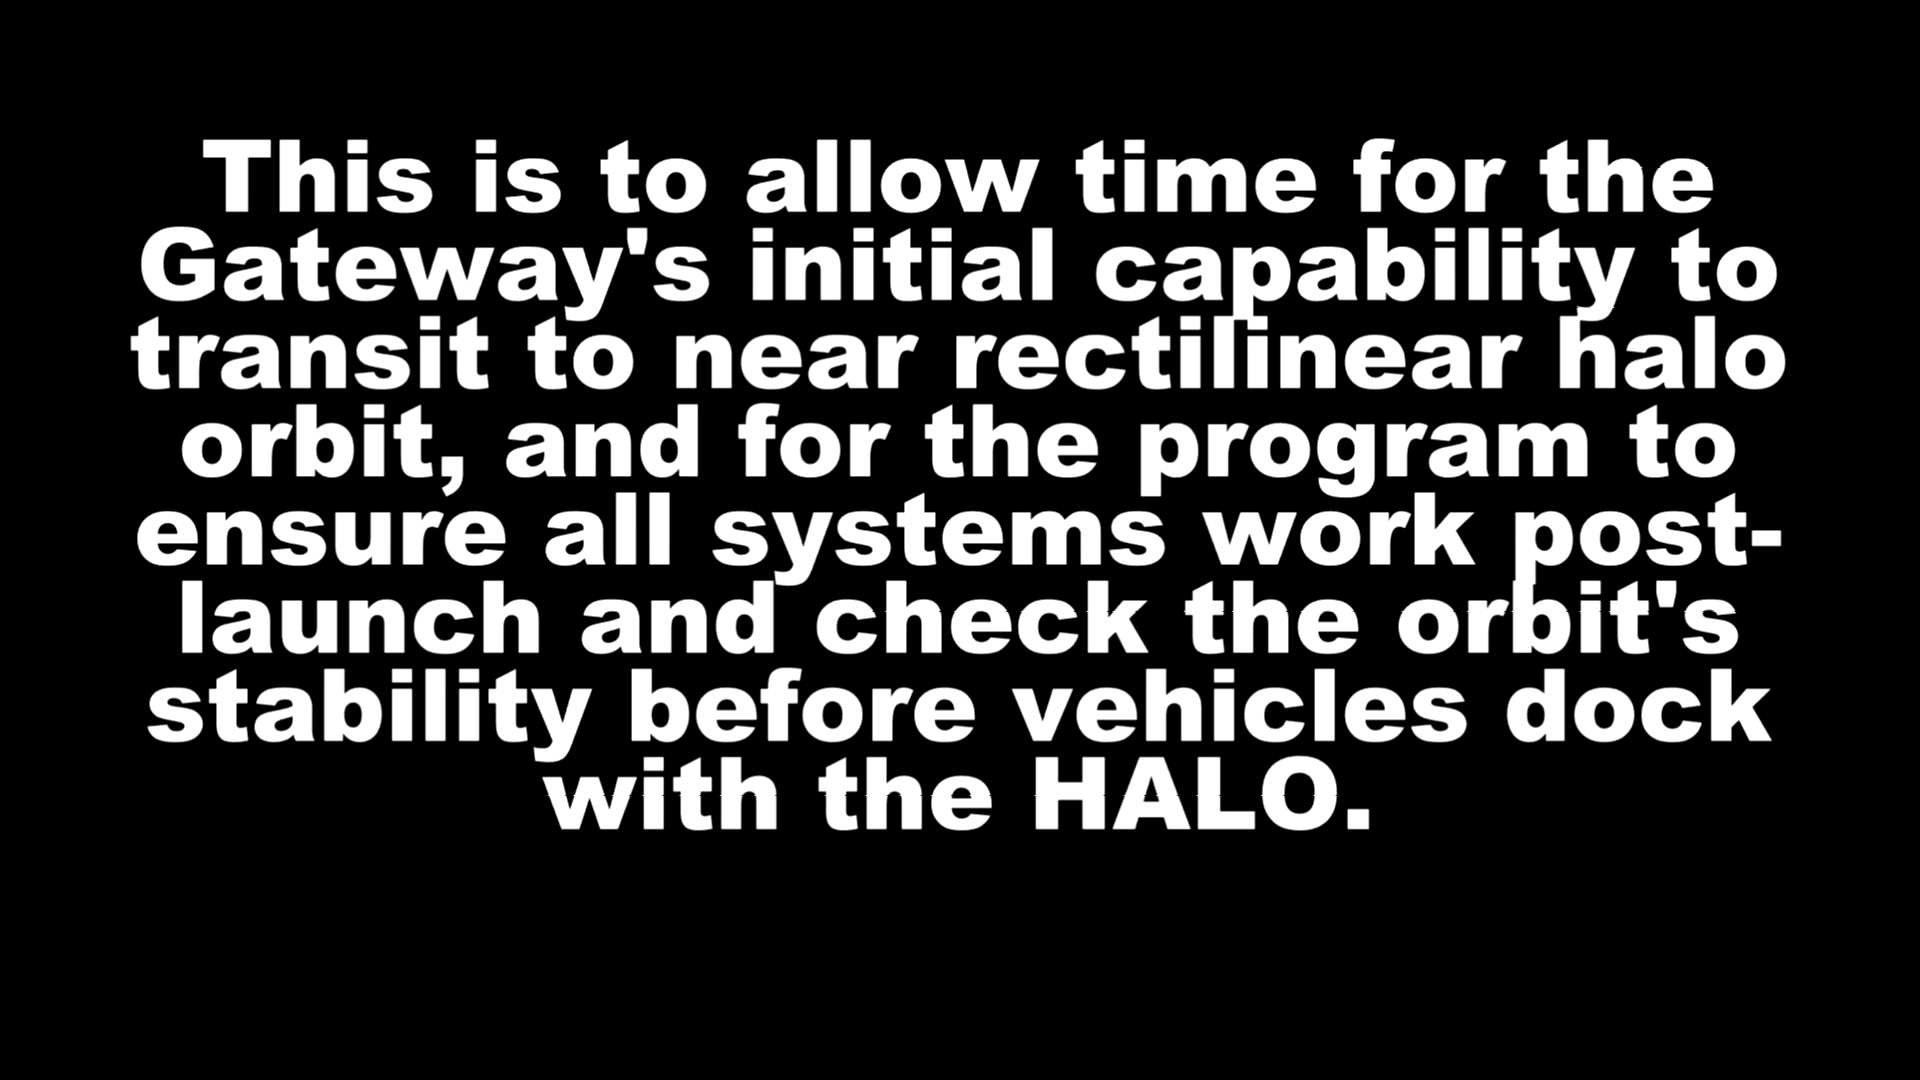 This is to allow time for the
Gateway's initial capability to
transit to near rectilinear halo
orbit, and for the program to
ensure all systems work post-
launch and check the orbit's
stability before vehicles dock
with the HALO.